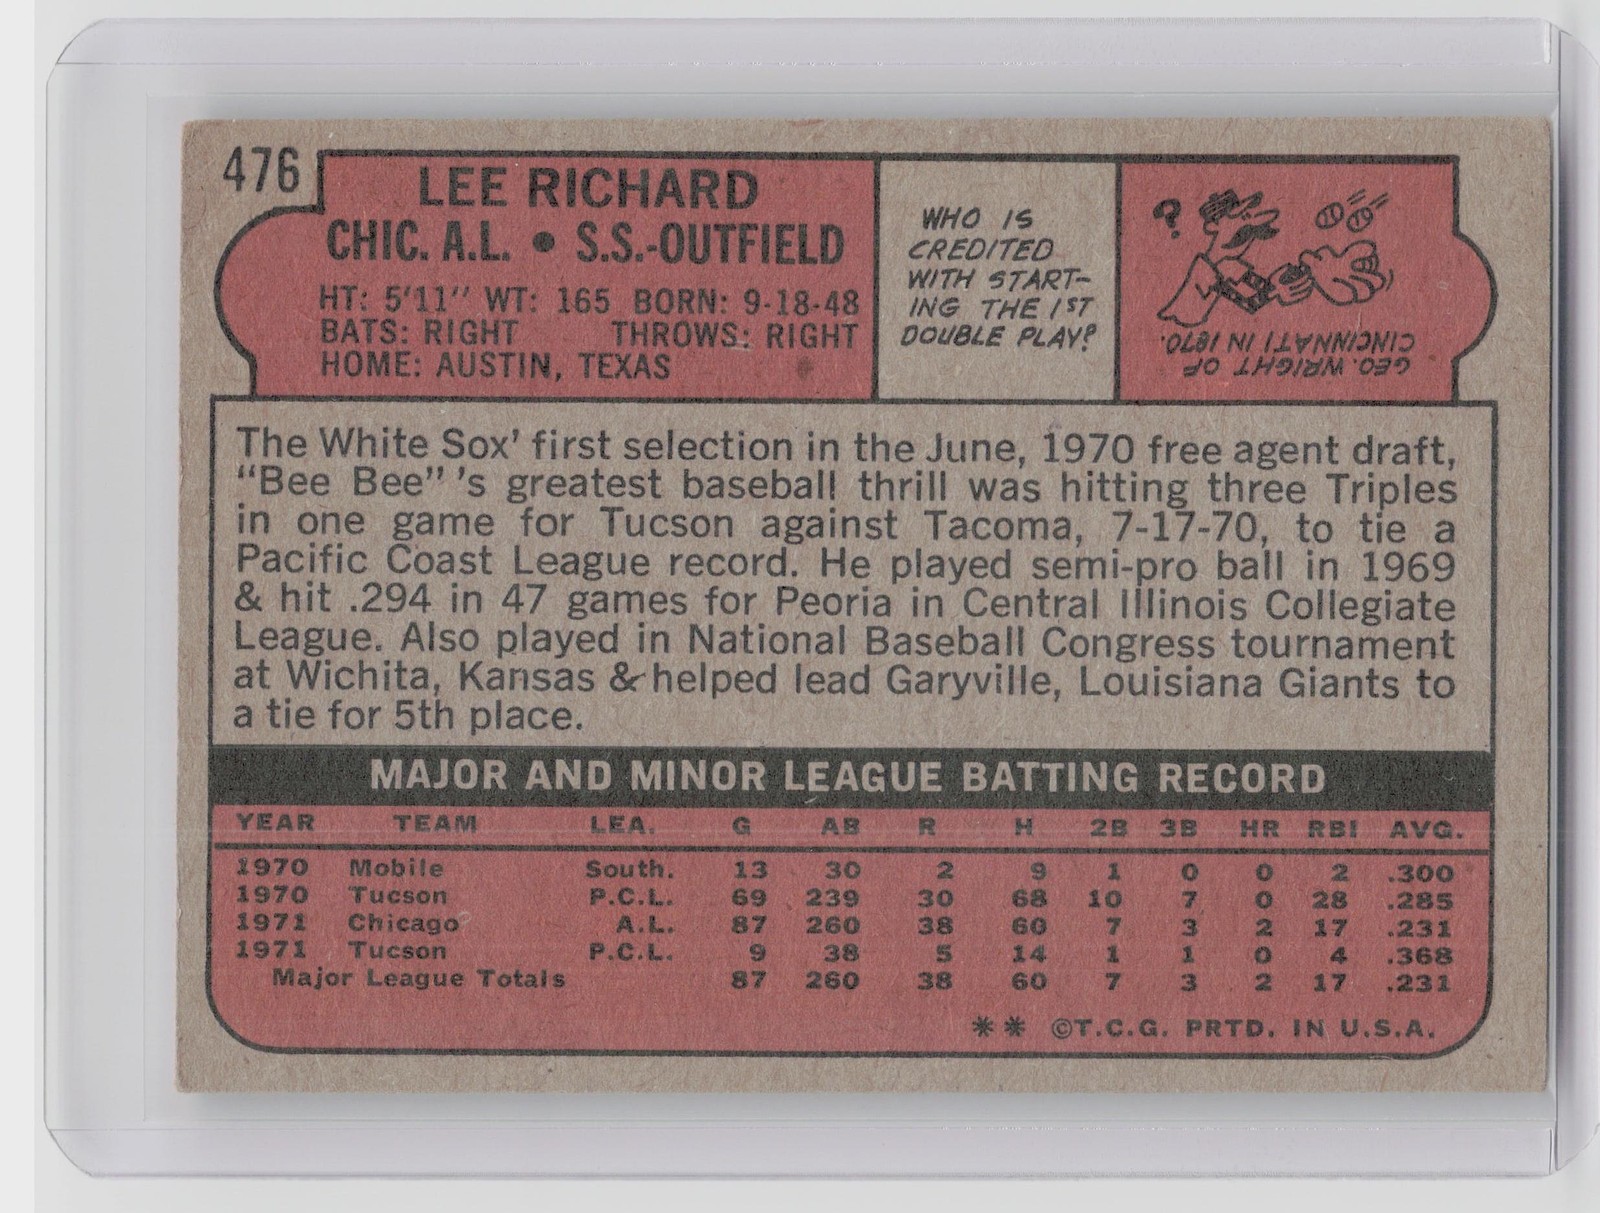 476
LEE RICHARD
CHIC. A.L. • S.S.-OUTFIELD
HT: 5'11" WT: 165 BORN: 9-18-48
BATS: RIGHT THROWS: RIGHT
HOME: AUSTIN, TEXAS
WHO IS
CREDITED
WITH START-
ING THE 1ST
DOUBLE PLAY?
?
GEO. WRIGHT OF
CINCINNATI IN 1870.
The White Sox' first selection in the June, 1970 free agent draft,
"Bee Bee" 's greatest baseball thrill was hitting three Triples
in one game for Tucson against Tacoma, 7-17-70, to tie a
Pacific Coast League record. He played semi-pro ball in 1969
& hit .294 in 47 games for Peoria in Central Illinois Collegiate
League. Also played in National Baseball Congress tournament
at Wichita, Kansas & helped lead Garyville, Louisiana Giants to
a tie for 5th place.
MAJOR AND MINOR LEAGUE BATTING RECORD
YEAR TEAM LEA. G AB R H 2B 3B HR RBI AVG.
1970 Mobile South. 13 30 2 9 1 0 0 2 .300
1970 Tucson P.C.L. 69 239 30 68 10 7 0 28 .285
1971 Chicago A.L. 87 260 38 60 7 3 2 17 .231
1971 Tucson P.C.L. 9 38 5 14 1 1 0 4 .368
Major League Totals 87 260 38 60 7 3 2 17 .231
** ©T.C.G. PRTD. IN U.S.A.